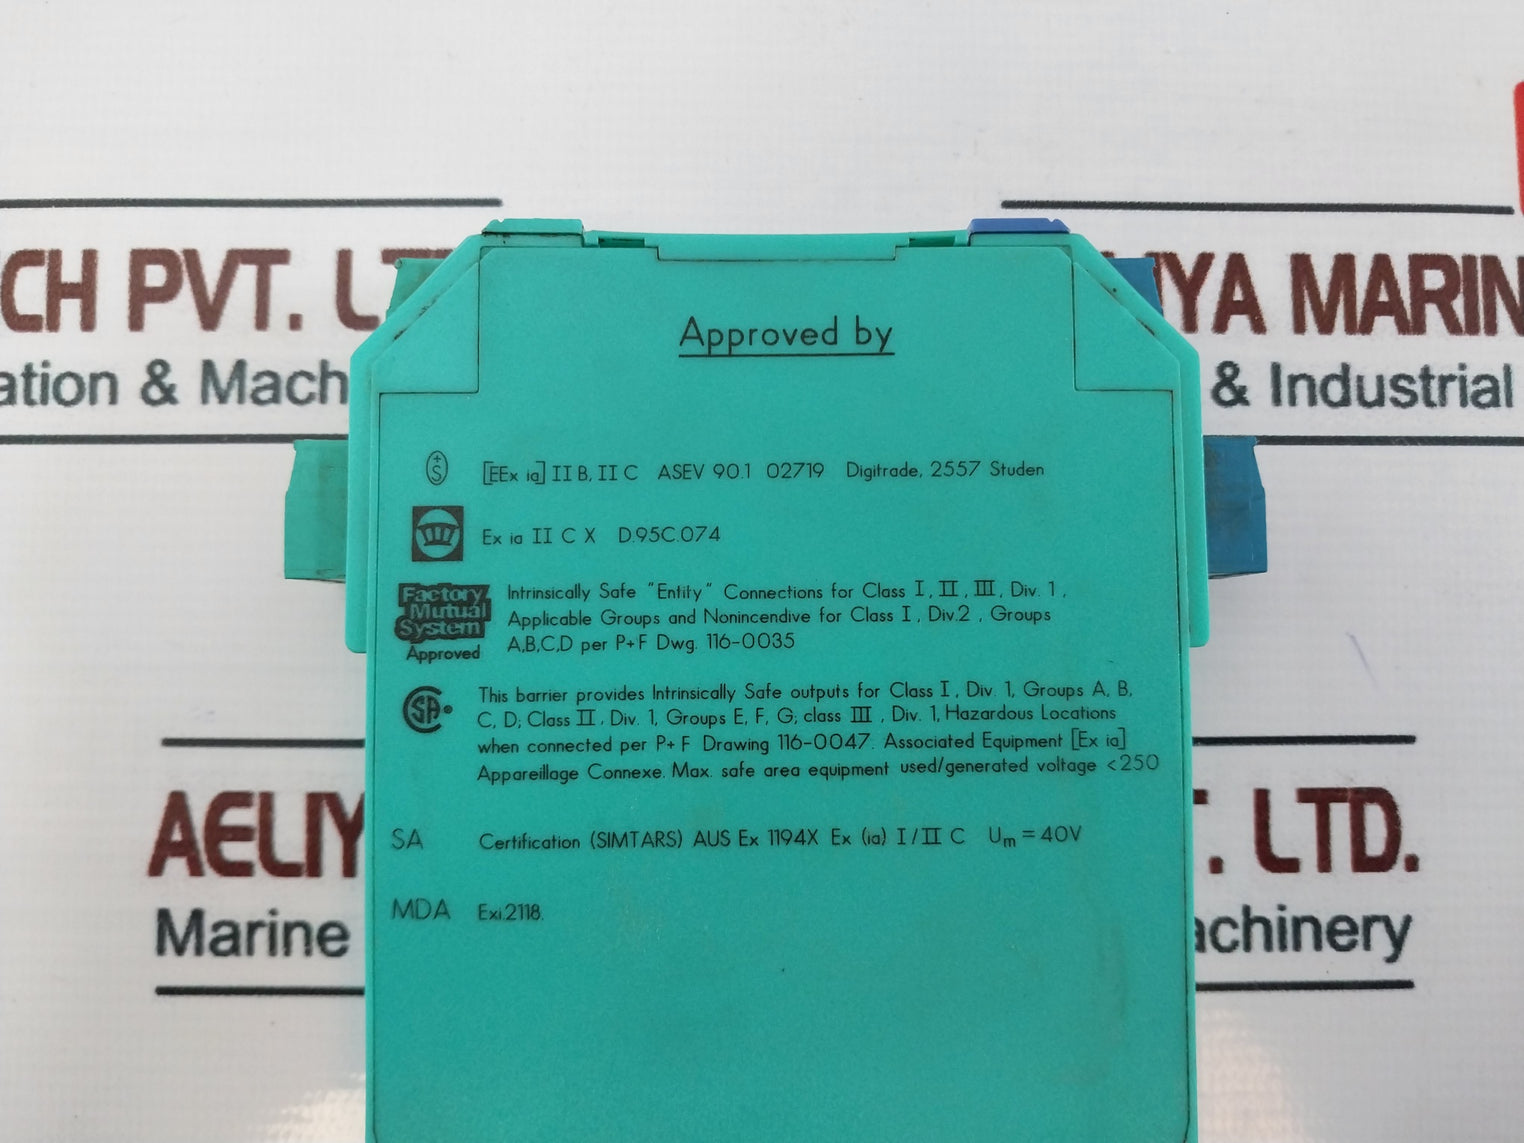 CH PVT. LT
ation & Mach
IYA MARIN
& Industrial
Approved by
[EEx ia] II B, II C ASEV 90.1 02719 Digitrade, 2557 Studen
Ex ia II C X D.95C.074
Factory
Mutual
System
Approved
Intrinsically Safe "Entity" Connections for Class I, II, III, Div. 1,
Applicable Groups and Nonincendive for Class I, Div.2, Groups
A,B,C,D per P+F Dwg. 116-0035
SA
This barrier provides Intrinsically Safe outputs for Class I, Div. 1, Groups A, B,
C, D; Class II, Div. 1, Groups E, F, G; class III, Div. 1, Hazardous Locations
when connected per P+F Drawing 116-0047. Associated Equipment [Ex ia]
Appareillage Connexe. Max. safe area equipment used/generated voltage <250
SA Certification (SIMTARS) AUS Ex 1194X Ex (ia) I/II C Um=40V
MDA Exi.2118.
AELIY
T. LTD.
Marine
achinery